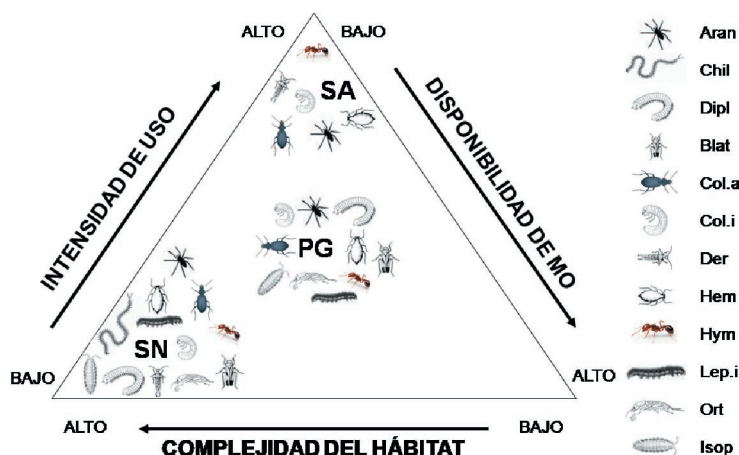 ALTO BAJO
SA
INTENSIDAD DE USO
DISPONIBILIDAD DE MO
PG
SN
BAJO
ALTO
ALTO
BAJO
COMPLEJIDAD DEL HÁBITAT
Aran
Chil
Dipl
Blat
Col.a
Col.i
Der
Hem
Hym
Lep.i
Ort
Isop